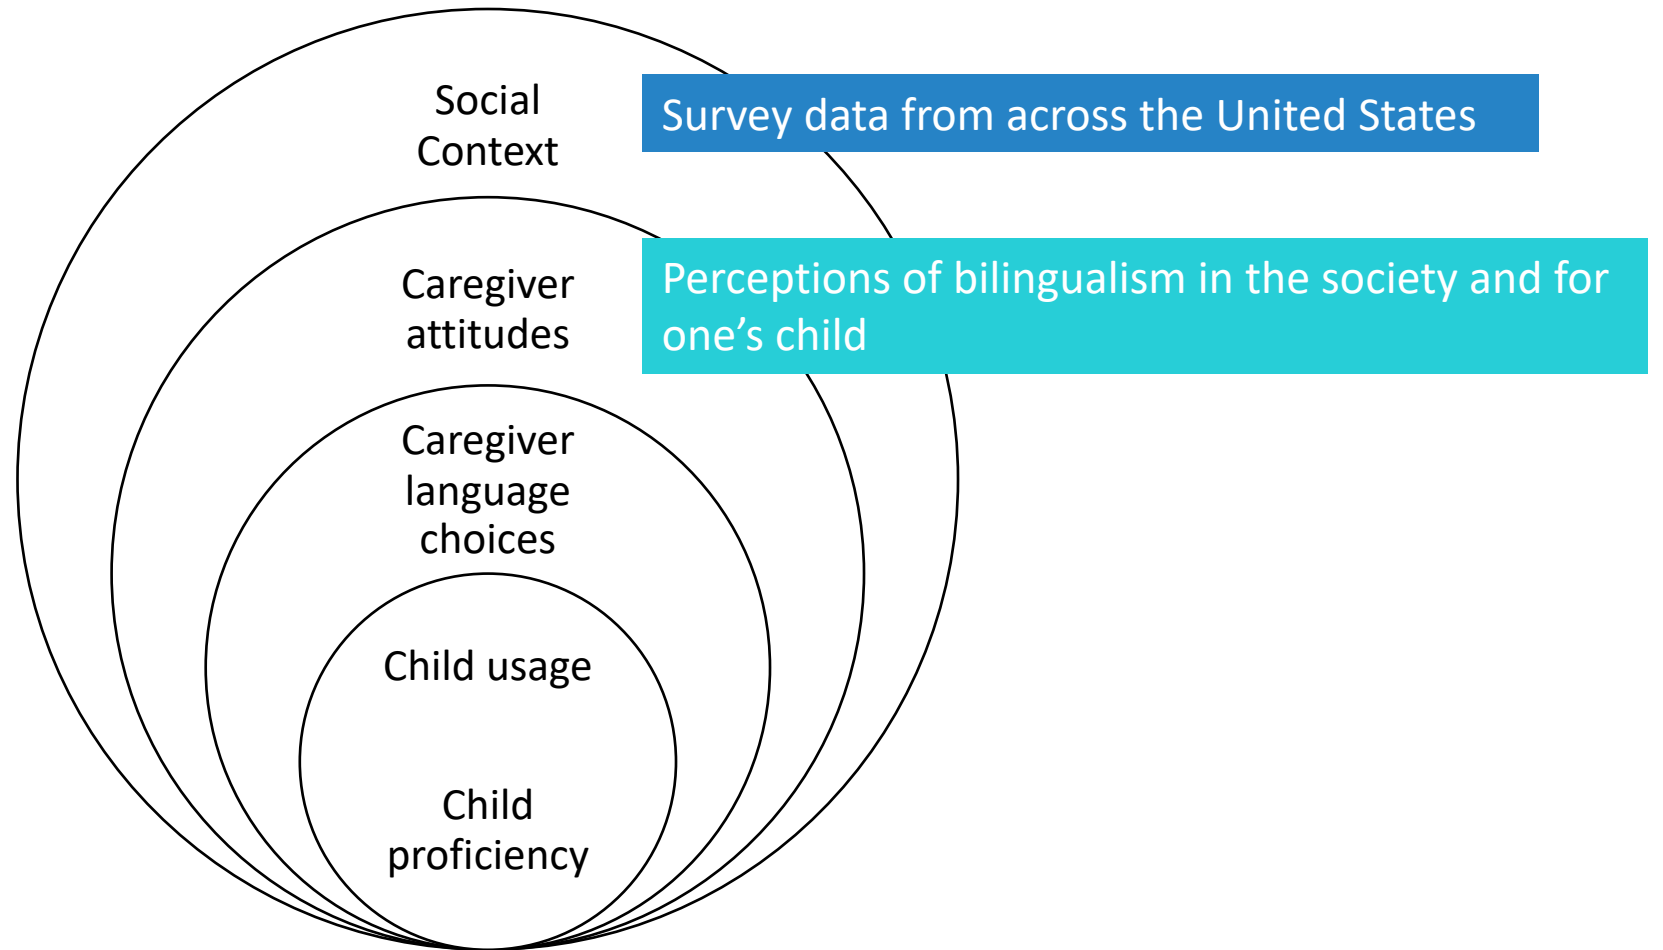 Social
Context
Survey data from across the United States
Caregiver
attitudes
Perceptions of bilingualism in the society and for
one’s child
Caregiver
language
choices
Child usage
Child
proficiency